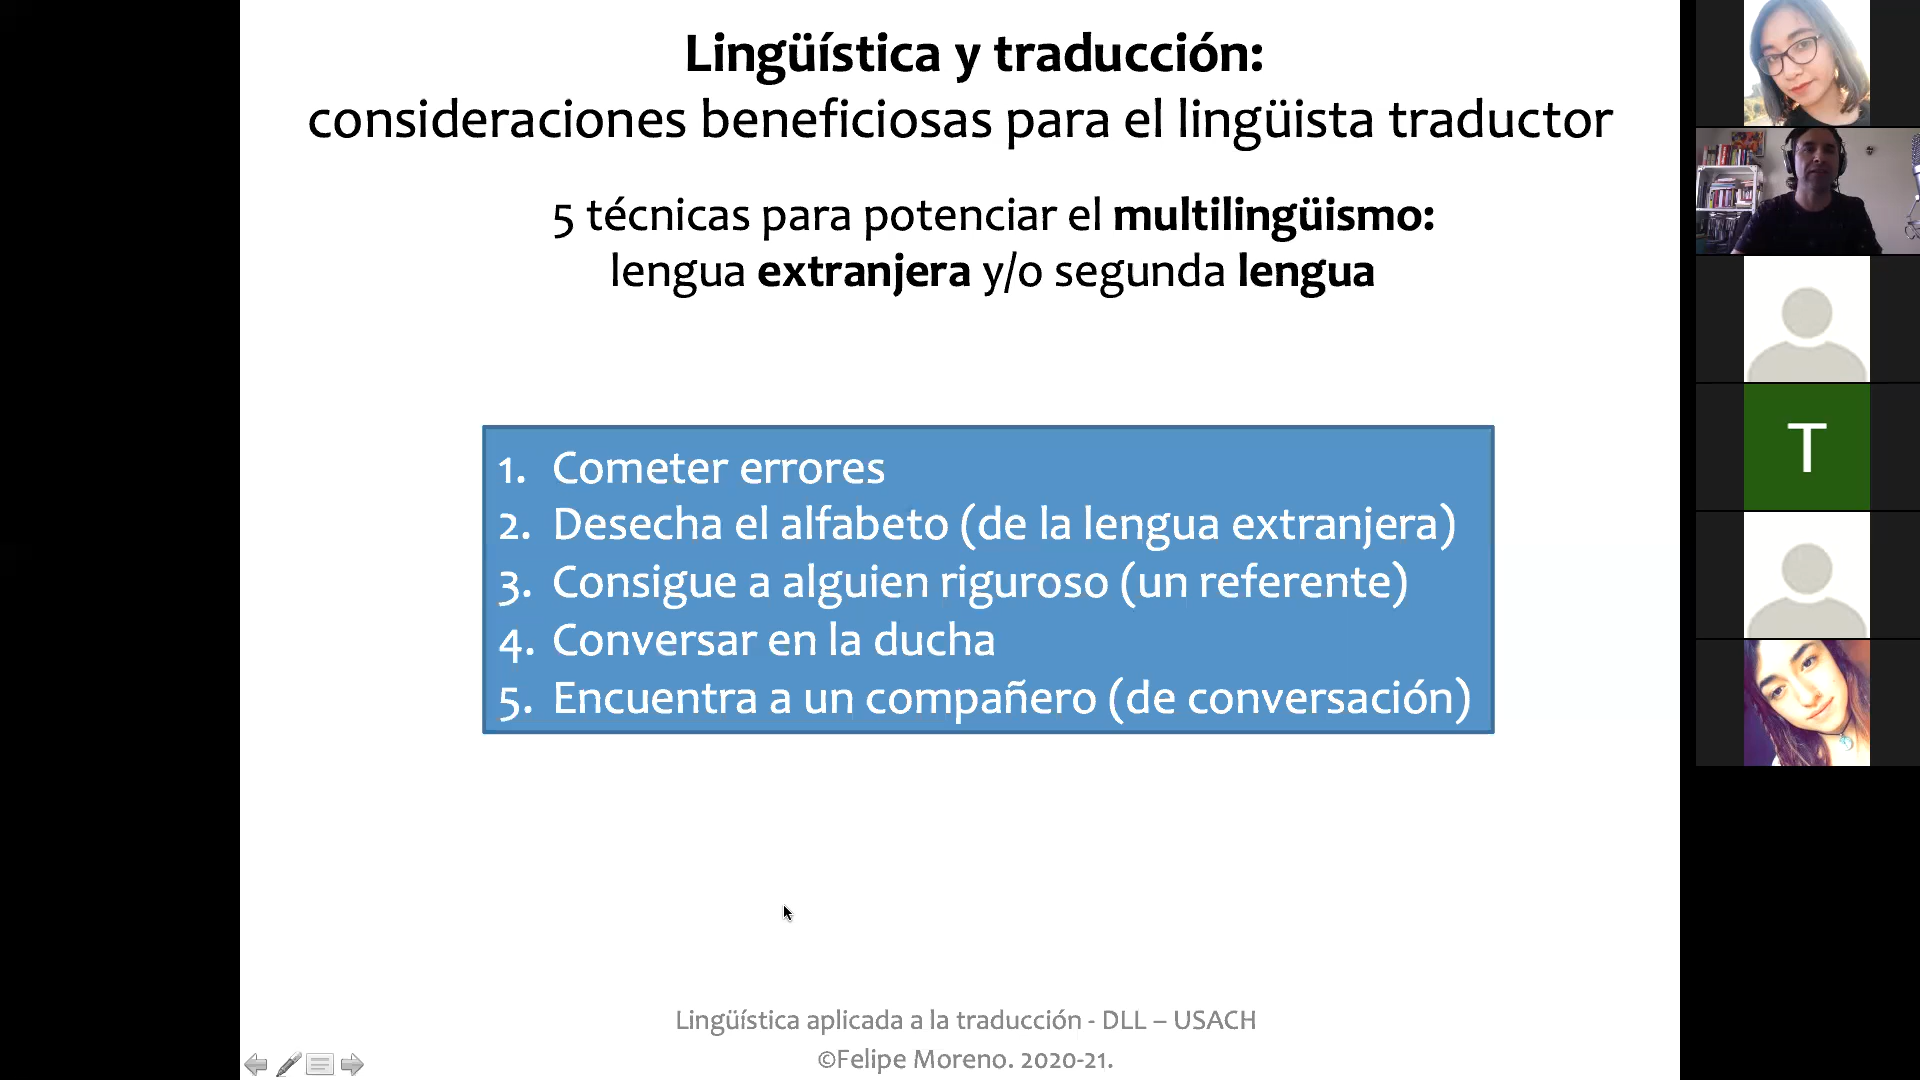 Lingüística y traducción:
consideraciones beneficiosas para el lingüista traductor
5 técnicas para potenciar el multilingüismo:
lengua extranjera y/o segunda lengua
1. Cometer errores
2. Desecha el alfabeto (de la lengua extranjera)
3. Consigue a alguien riguroso (un referente)
4. Conversar en la ducha
5. Encuentra a un compañero (de conversación)
Lingüística aplicada a la traducción - DLL – USACH
©Felipe Moreno. 2020-21.
T